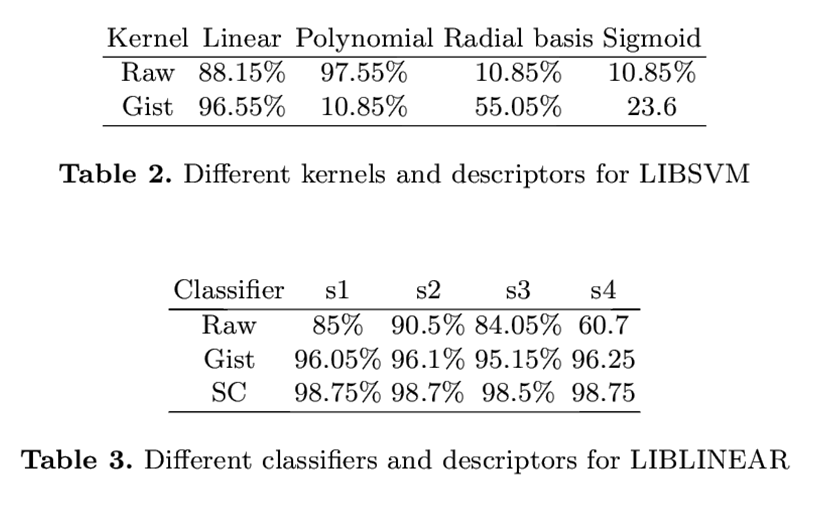 Kernel Linear Polynomial Radial basis Sigmoid
Raw 88.15% 97.55% 10.85% 10.85%
Gist 96.55% 10.85% 55.05% 23.6
Table 2. Different kernels and descriptors for LIBSVM
Classifier s1 s2 s3 s4
Raw 85% 90.5% 84.05% 60.7
Gist 96.05% 96.1% 95.15% 96.25
SC 98.75% 98.7% 98.5% 98.75
Table 3. Different classifiers and descriptors for LIBLINEAR